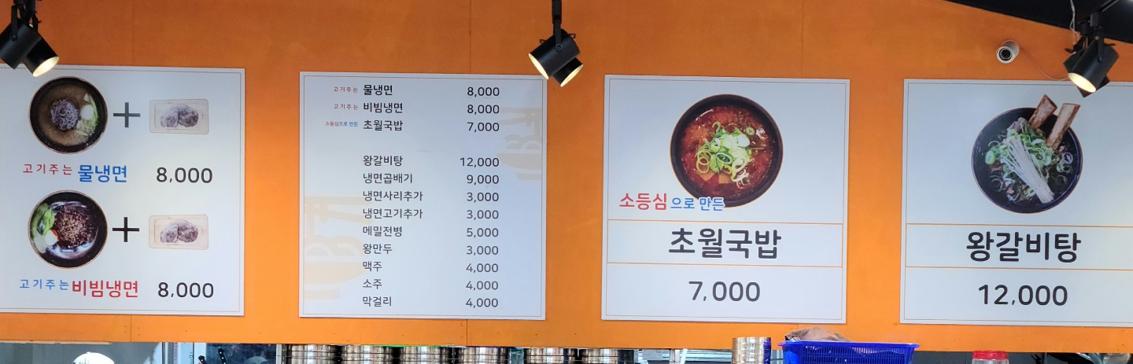 고기주는 물냉면 8,000
고기주는 비빔냉면 8,000
고기주는 물냉면 8,000
고기주는 비빔냉면 8,000
소등심으로 만든 초월국밥 7,000
왕갈비탕 12,000
냉면곱배기 9,000
냉면사리추가 3,000
냉면고기추가 3,000
메밀전병 5,000
왕만두 3,000
맥주 4,000
소주 4,000
막걸리 4,000
소등심으로 만든
초월국밥
7,000
왕갈비탕
12,000